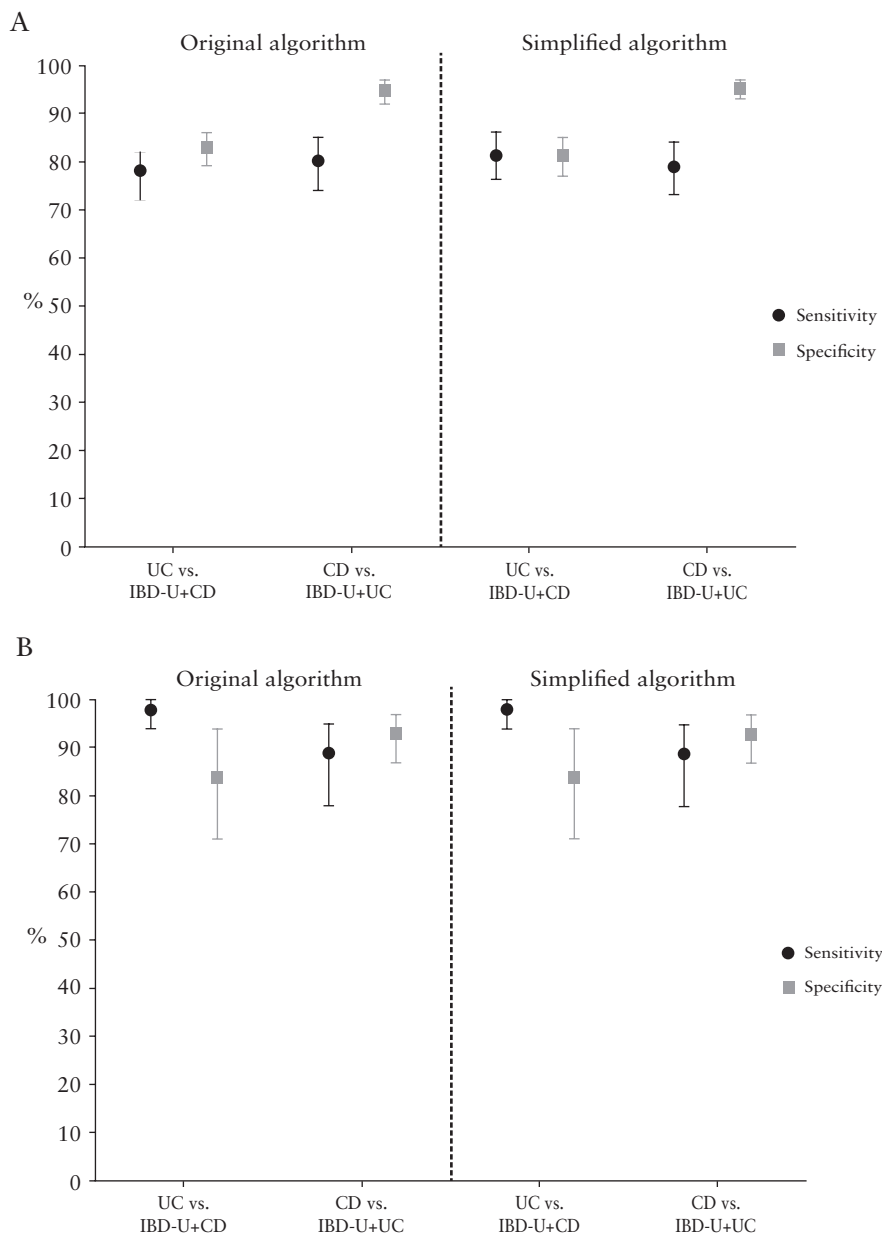 A
Original algorithm
Simplified algorithm
100
90
80
70
60
% 50
40
30
20
10
0
Sensitivity
Specificity
UC vs.
IBD-U+CD
CD vs.
IBD-U+UC
UC vs.
IBD-U+CD
CD vs.
IBD-U+UC
B
Original algorithm
Simplified algorithm
100
90
80
70
60
% 50
40
30
20
10
0
Sensitivity
Specificity
UC vs.
IBD-U+CD
CD vs.
IBD-U+UC
UC vs.
IBD-U+CD
CD vs.
IBD-U+UC